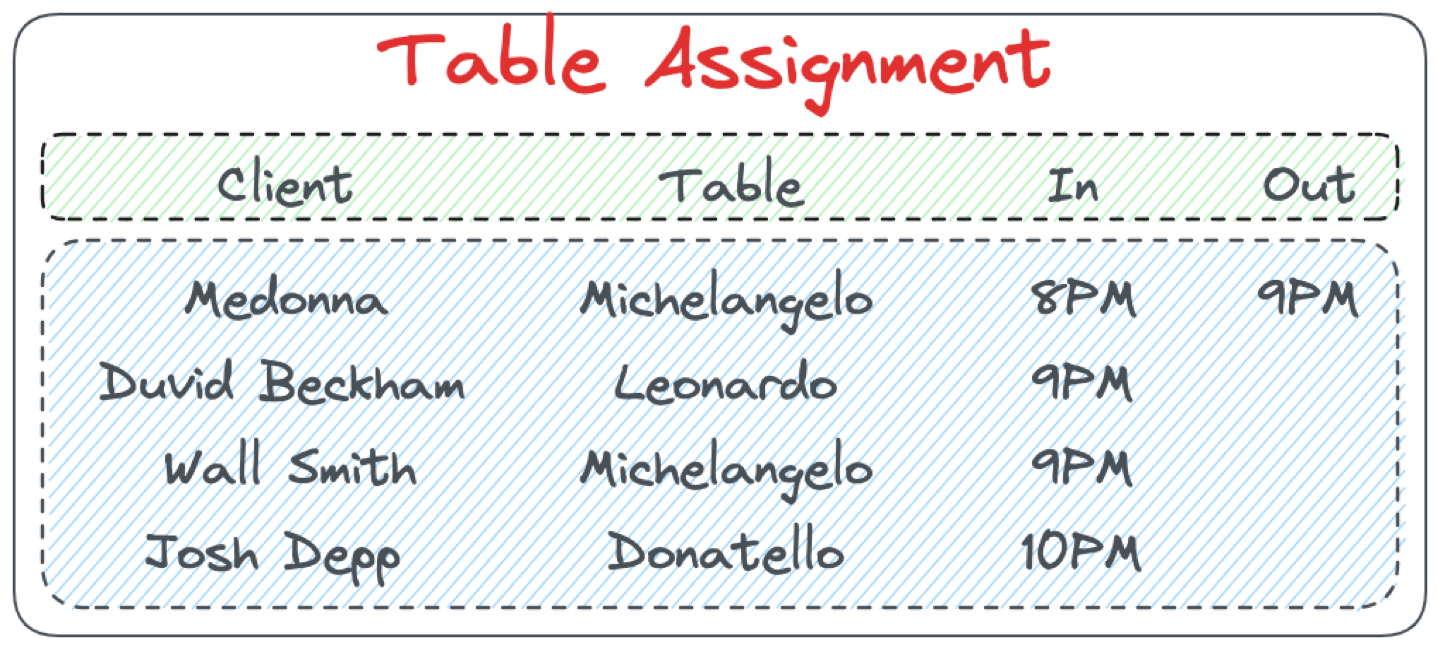 Table Assignment
Client Table In Out
Medonna Michelangelo 8PM 9PM
Duvid Beckham Leonardo 9PM
Wall Smith Michelangelo 9PM
Josh Depp Donatello 10PM